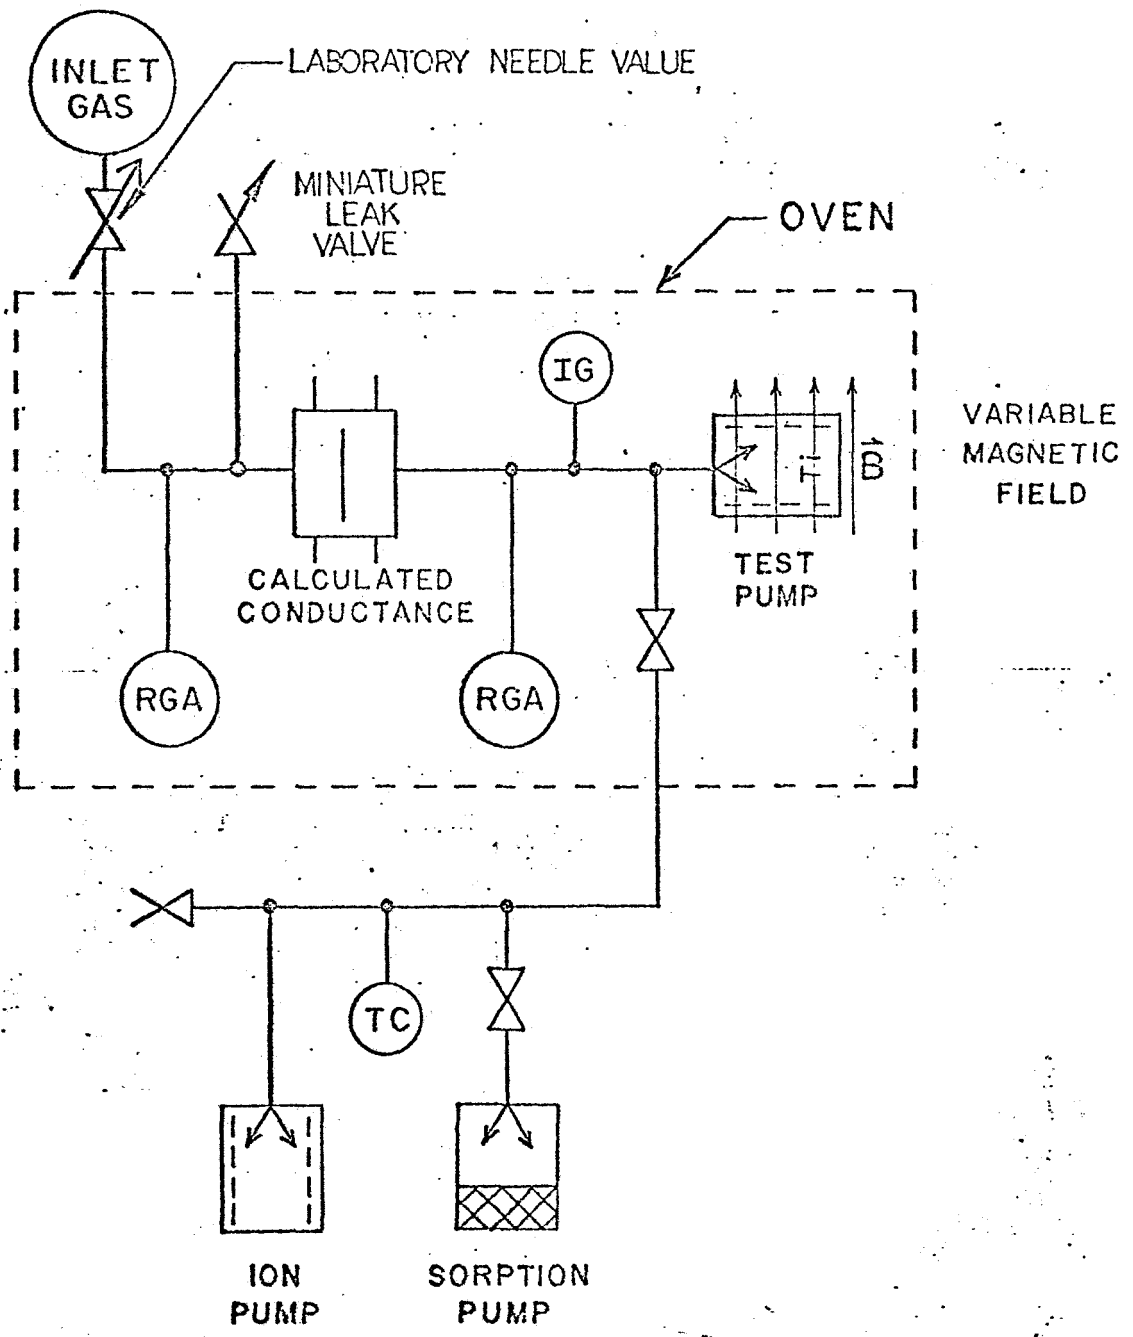 INLET
GAS
LABORATORY NEEDLE VALUE
MINIATURE
LEAK
VALVE
OVEN
IG
Ti
B
VARIABLE
MAGNETIC
FIELD
TEST
PUMP
CALCULATED
CONDUCTANCE
RGA
RGA
TC
ION
PUMP
SORPTION
PUMP